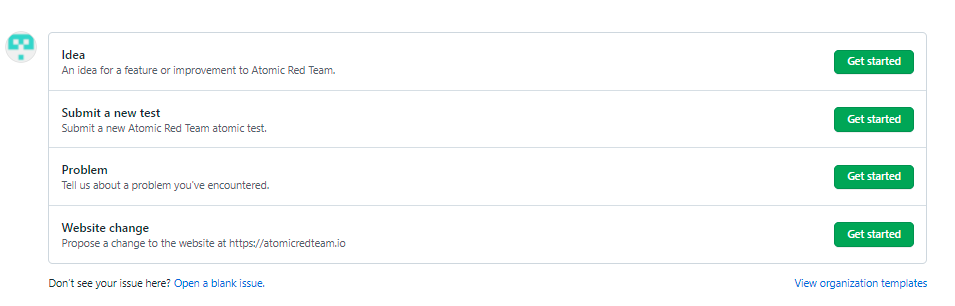 Idea
An idea for a feature or improvement to Atomic Red Team.
Get started
Submit a new test
Submit a new Atomic Red Team atomic test.
Get started
Problem
Tell us about a problem you've encountered.
Get started
Website change
Propose a change to the website at https://atomicredteam.io
Get started
Don't see your issue here? Open a blank issue.
View organization templates